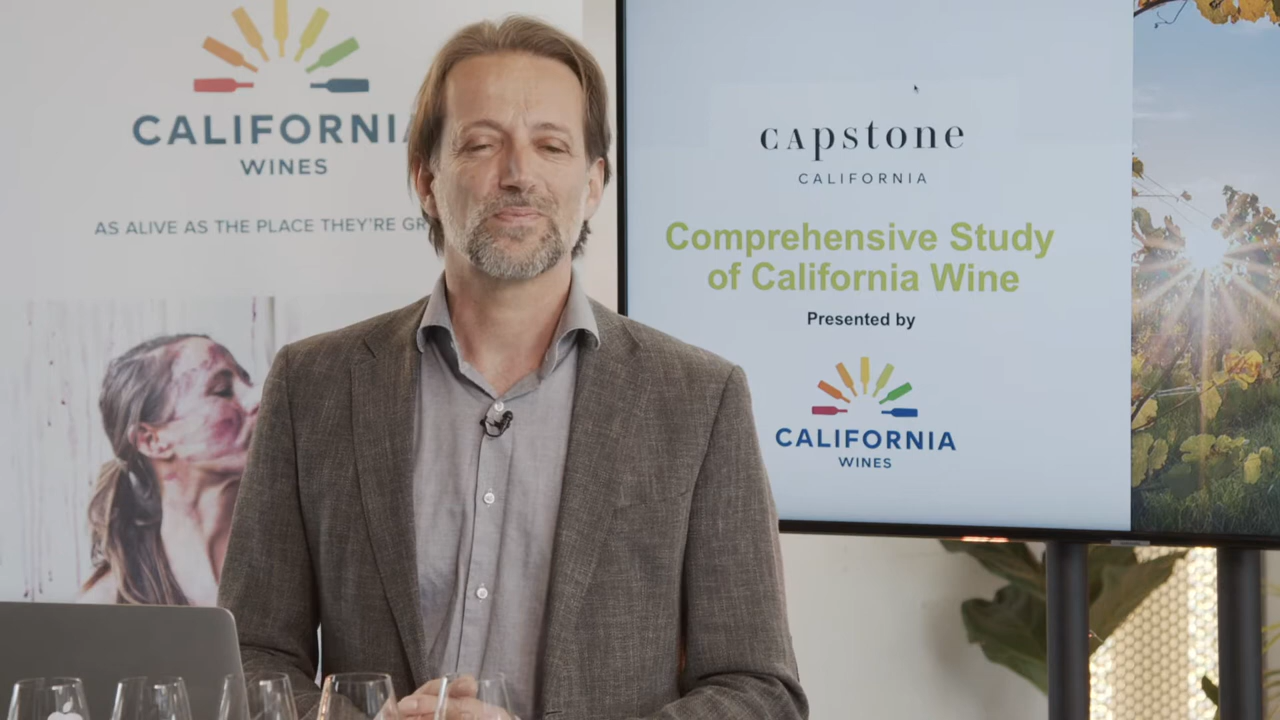 CALIFORNIA
WINES
AS ALIVE AS THE PLACE THEY'RE GR
CAPSTONE
CALIFORNIA
Comprehensive Study
of California Wine
Presented by
CALIFORNIA
WINES